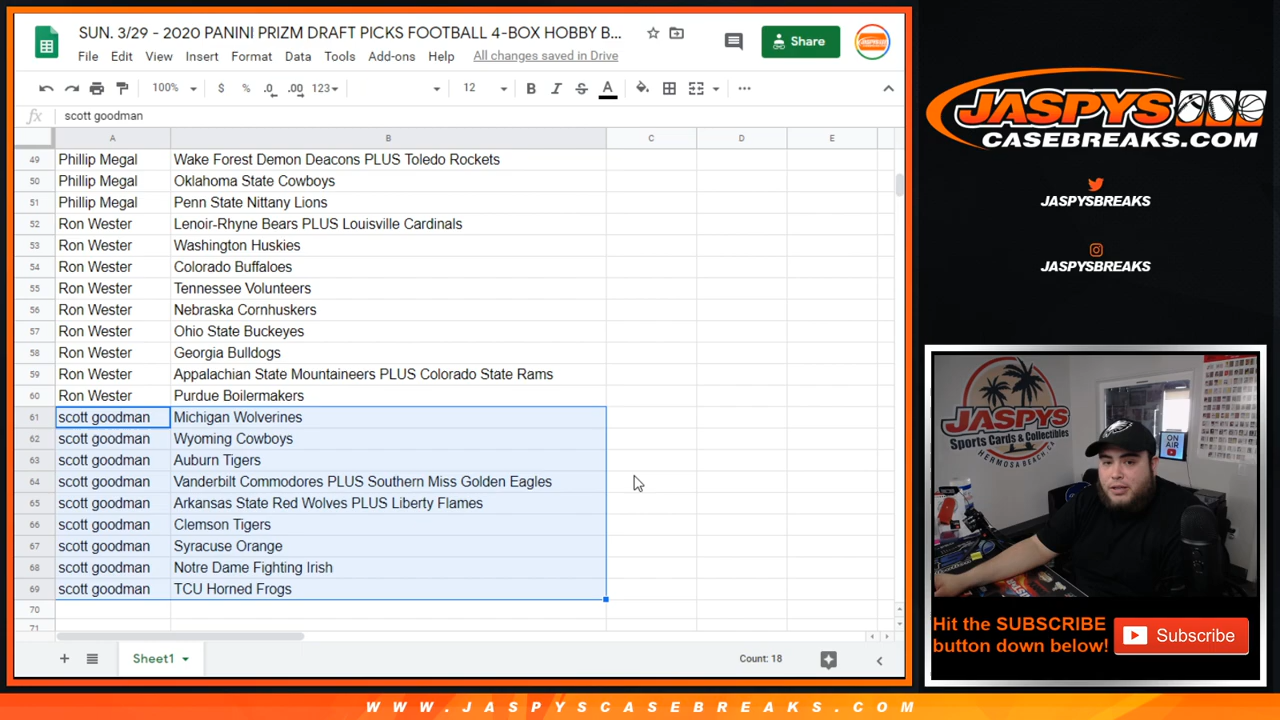 SUN. 3/29 - 2020 PANINI PRIZM DRAFT PICKS FOOTBALL 4-BOX HOBBY B...
File Edit View Insert Format Data Tools Add-ons Help All changes saved in Drive
Share
100% $ % .0 .00 123 12 B I S A
fx scott goodman
A B C D E
49 Phillip Megal Wake Forest Demon Deacons PLUS Toledo Rockets
50 Phillip Megal Oklahoma State Cowboys
51 Phillip Megal Penn State Nittany Lions
52 Ron Wester Lenoir-Rhyne Bears PLUS Louisville Cardinals
53 Ron Wester Washington Huskies
54 Ron Wester Colorado Buffaloes
55 Ron Wester Tennessee Volunteers
56 Ron Wester Nebraska Cornhuskers
57 Ron Wester Ohio State Buckeyes
58 Ron Wester Georgia Bulldogs
59 Ron Wester Appalachian State Mountaineers PLUS Colorado State Rams
60 Ron Wester Purdue Boilermakers
61 scott goodman Michigan Wolverines
62 scott goodman Wyoming Cowboys
63 scott goodman Auburn Tigers
64 scott goodman Vanderbilt Commodores PLUS Southern Miss Golden Eagles
65 scott goodman Arkansas State Red Wolves PLUS Liberty Flames
66 scott goodman Clemson Tigers
67 scott goodman Syracuse Orange
68 scott goodman Notre Dame Fighting Irish
69 scott goodman TCU Horned Frogs
70
71
Sheet1
Count: 18
JASPYS
CASEBREAKS.COM
JASPYSBREAKS
JASPYSBREAKS
JASPYS
Sports Cards & Collectibles
HERMOSA BEACH, CA
ON
AIR
Hit the SUBSCRIBE
button down below!
Subscribe
WWW.JASPYSCASEBREAKS.COM